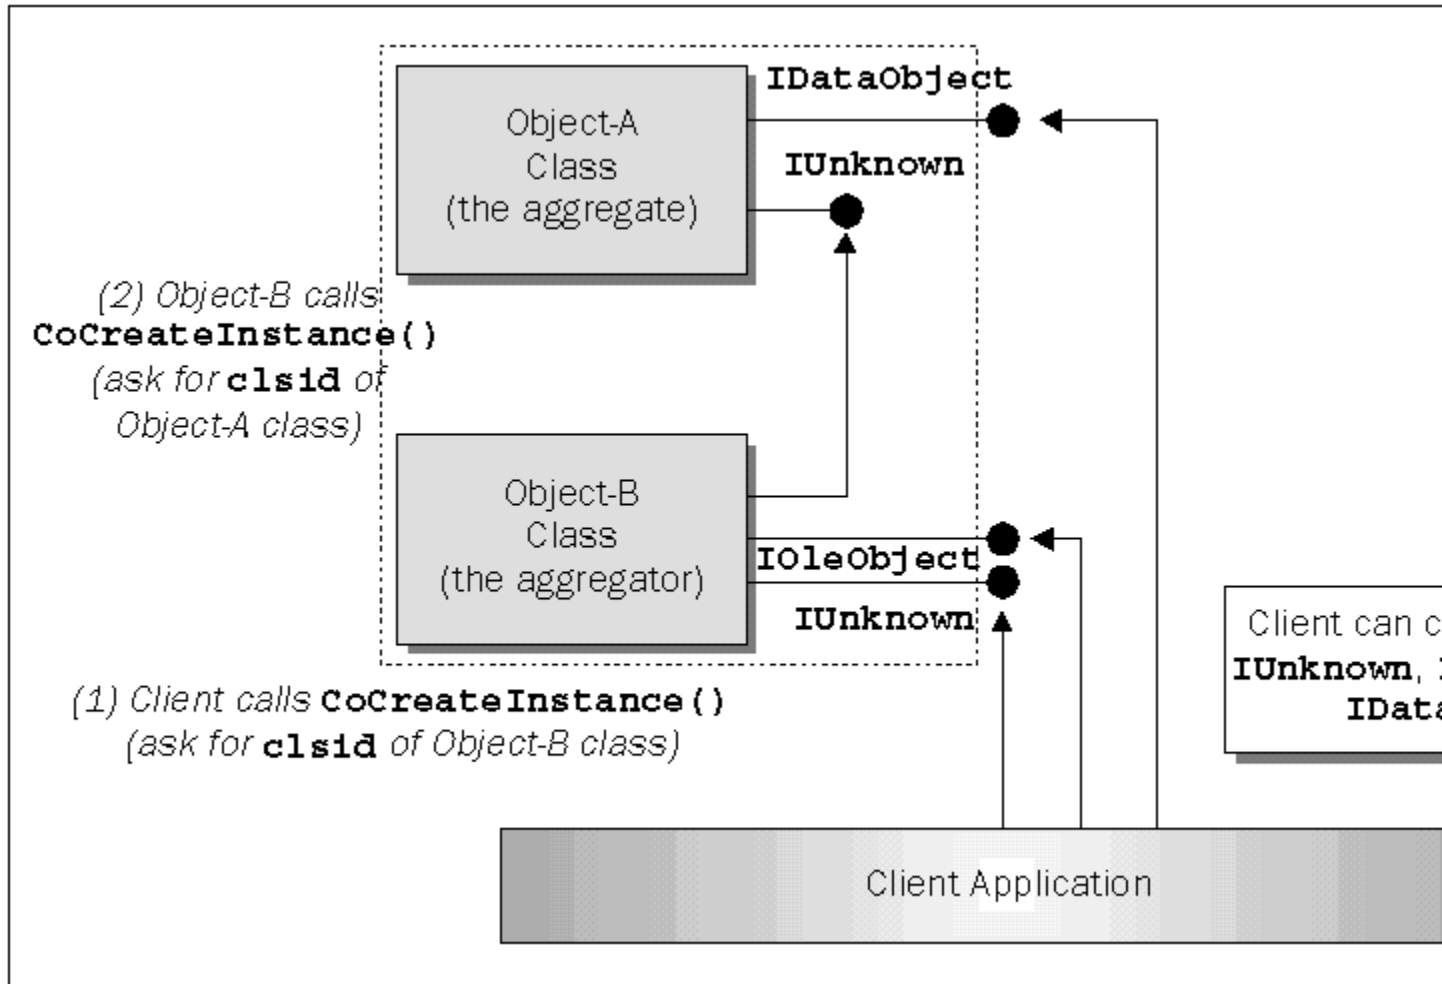 IDataObject
Object-A
Class
(the aggregate)
IUnknown
(2) Object-B calls
CoCreateInstance()
(ask for clsid of
Object-A class)
Object-B
Class
(the aggregator)
IOleObject
IUnknown
(1) Client calls CoCreateInstance()
(ask for clsid of Object-B class)
Client can c
IUnknown, I
IData
Client Application